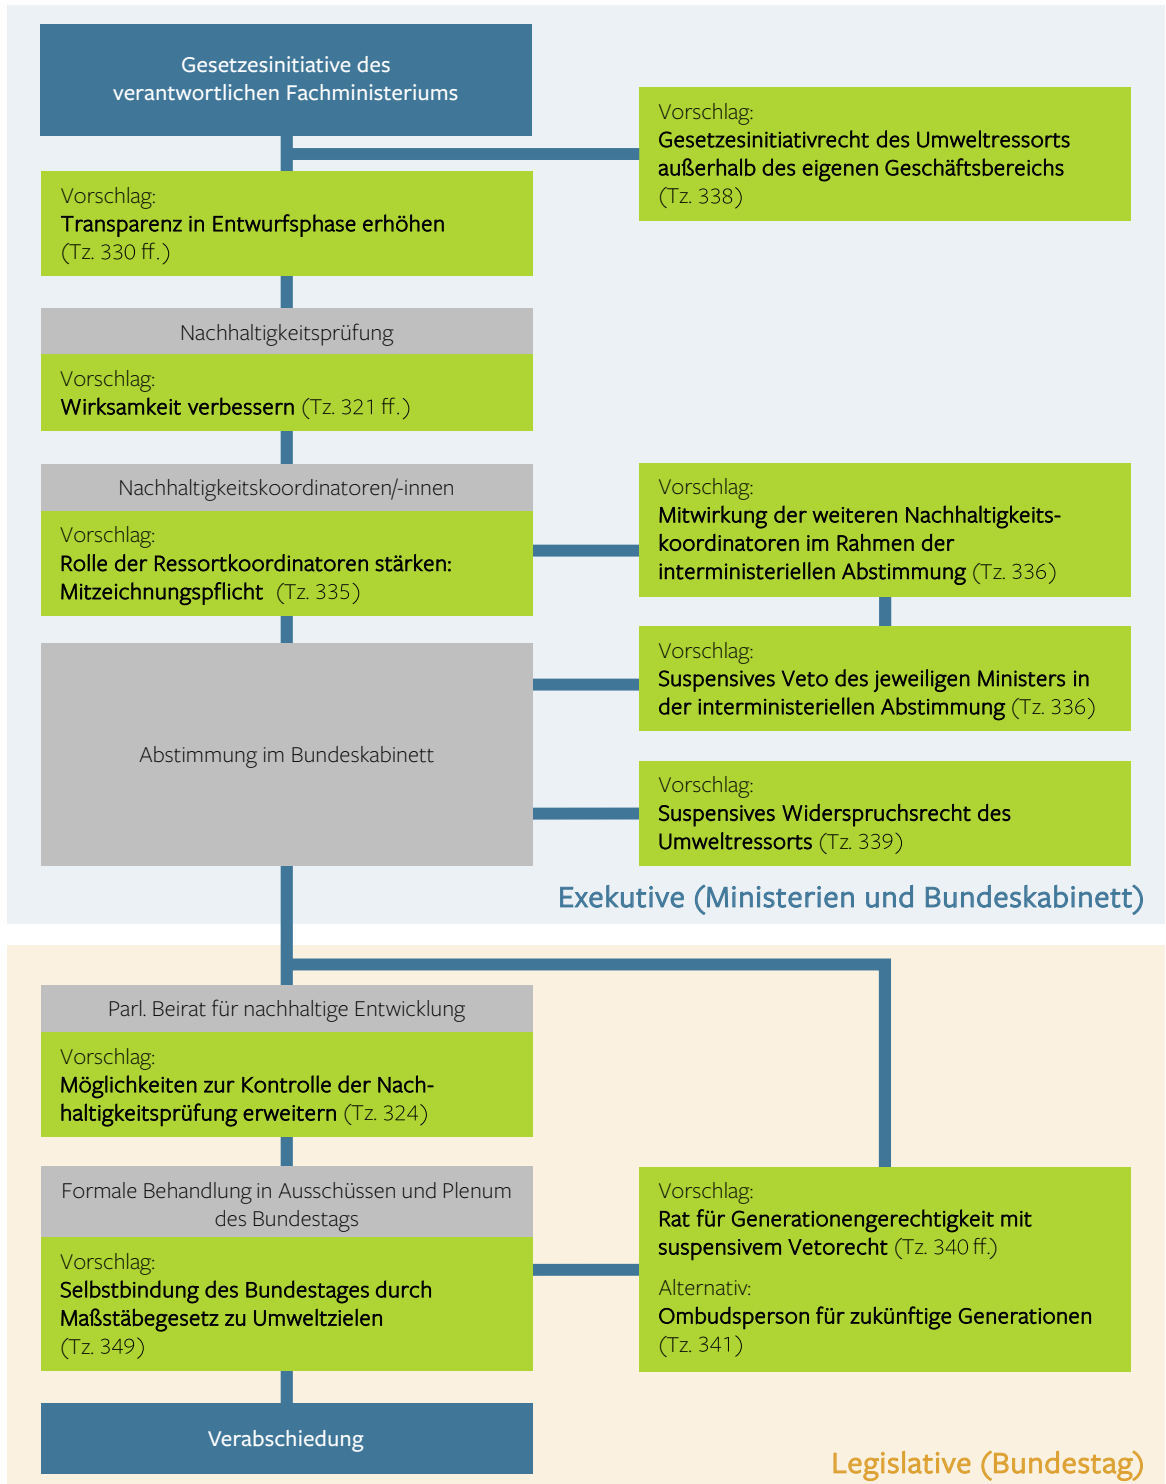 Gesetzesinitiative des
verantwortlichen Fachministeriums
Vorschlag:
Gesetzesinitiativrecht des Umweltressorts
außerhalb des eigenen Geschäftsbereichs
(Tz. 338)
Vorschlag:
Transparenz in Entwurfsphase erhöhen
(Tz. 330 ff.)
Nachhaltigkeitsprüfung
Vorschlag:
Wirksamkeit verbessern (Tz. 321 ff.)
Nachhaltigkeitskoordinatoren/-innen
Vorschlag:
Rolle der Ressortkoordinatoren stärken:
Mitzeichnungspflicht (Tz. 335)
Vorschlag:
Mitwirkung der weiteren Nachhaltigkeits-
koordinatoren im Rahmen der
interministeriellen Abstimmung (Tz. 336)
Vorschlag:
Suspensives Veto des jeweiligen Ministers in
der interministeriellen Abstimmung (Tz. 336)
Abstimmung im Bundeskabinett
Vorschlag:
Suspensives Widerspruchsrecht des
Umweltressorts (Tz. 339)
Exekutive (Ministerien und Bundeskabinett)
Parl. Beirat für nachhaltige Entwicklung
Vorschlag:
Möglichkeiten zur Kontrolle der Nach-
haltigkeitsprüfung erweitern (Tz. 324)
Formale Behandlung in Ausschüssen und Plenum
des Bundestags
Vorschlag:
Selbstbindung des Bundestages durch
Maßstäbegesetz zu Umweltzielen
(Tz. 349)
Vorschlag:
Rat für Generationengerechtigkeit mit
suspensivem Vetorecht (Tz. 340 ff.)
Alternativ:
Ombudsperson für zukünftige Generationen
(Tz. 341)
Verabschiedung
Legislative (Bundestag)